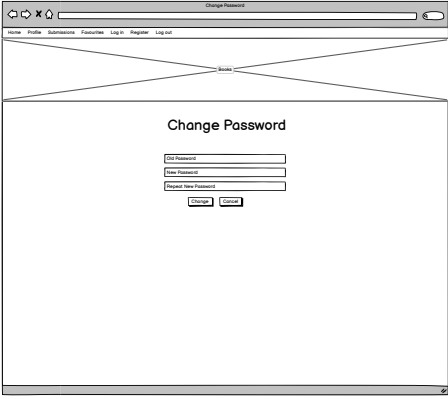 Change Password
Home Profile Submissions Favourites Log in Register Log out
Books
Change Password
Old Password
New Password
Repeat New Password
Change Cancel